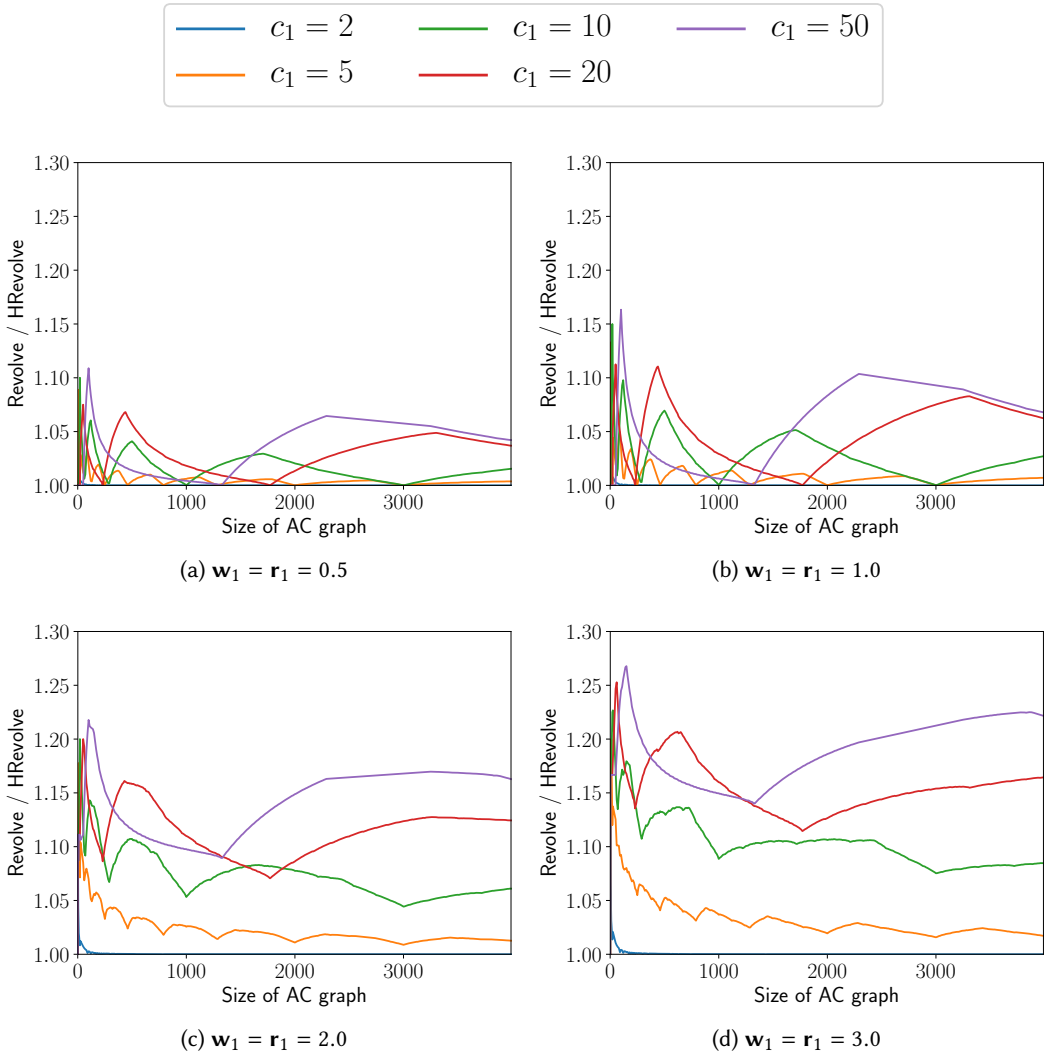 c₁ = 2 c₁ = 10 c₁ = 50
c₁ = 5 c₁ = 20
1.30
1.25
1.20
1.15
1.10
1.05
1.00
Revolve / HRevolve
0 1000 2000 3000
Size of AC graph
(a) w₁ = r₁ = 0.5
1.30
1.25
1.20
1.15
1.10
1.05
1.00
Revolve / HRevolve
0 1000 2000 3000
Size of AC graph
(b) w₁ = r₁ = 1.0
1.30
1.25
1.20
1.15
1.10
1.05
1.00
Revolve / HRevolve
0 1000 2000 3000
Size of AC graph
(c) w₁ = r₁ = 2.0
1.30
1.25
1.20
1.15
1.10
1.05
1.00
Revolve / HRevolve
0 1000 2000 3000
Size of AC graph
(d) w₁ = r₁ = 3.0